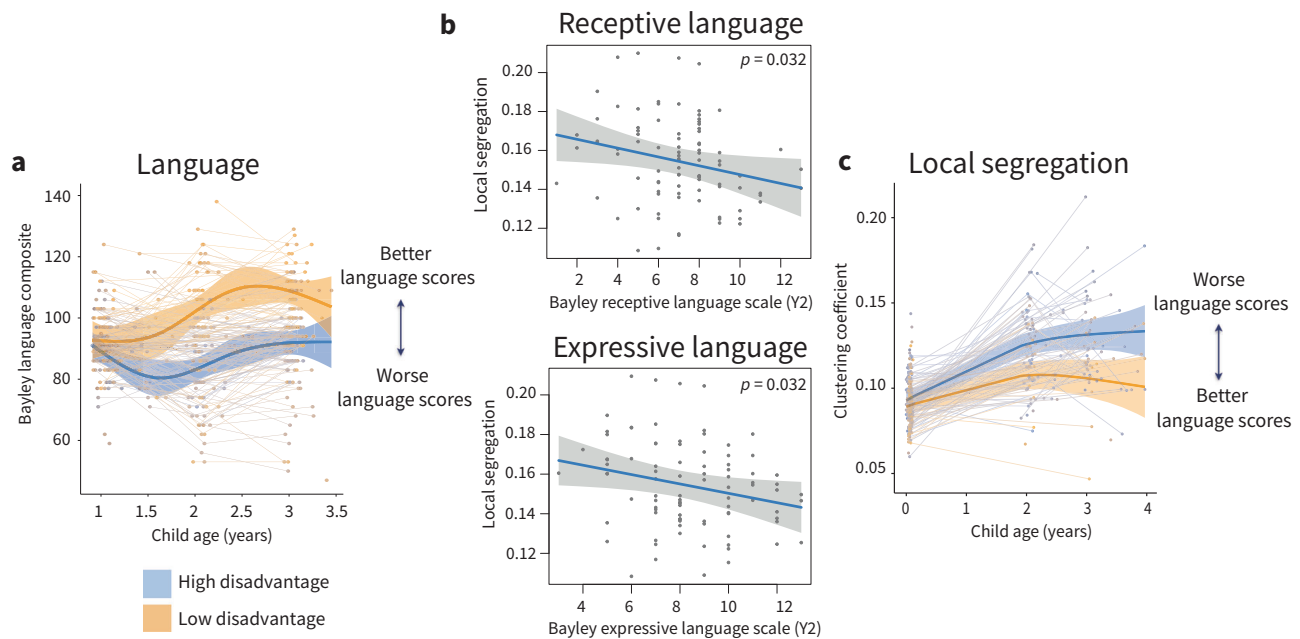 a
Language
Bayley language composite
140
120
100
80
60
1
1.5
2
2.5
3
3.5
Child age (years)
Better
language scores
Worse
language scores
High disadvantage
Low disadvantage
b
Receptive language
p = 0.032
Local segregation
0.20
0.18
0.16
0.14
0.12
2
4
6
8
10
12
Bayley receptive language scale (Y2)
Expressive language
p = 0.032
Local segregation
0.20
0.18
0.16
0.14
0.12
4
6
8
10
12
Bayley expressive language scale (Y2)
c
Local segregation
Clustering coefficient
0.20
0.15
0.10
0.05
0
1
2
3
4
Child age (years)
Worse
language scores
Better
language scores